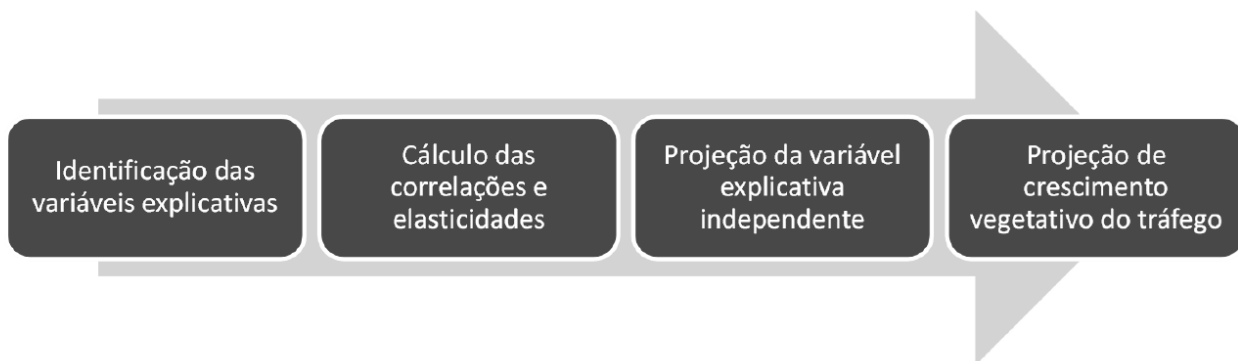 Identificação das
variáveis explicativas
Cálculo das
correlações e
elasticidades
Projeção da variável
explicativa
independente
Projeção de
crescimento
vegetativo do tráfego